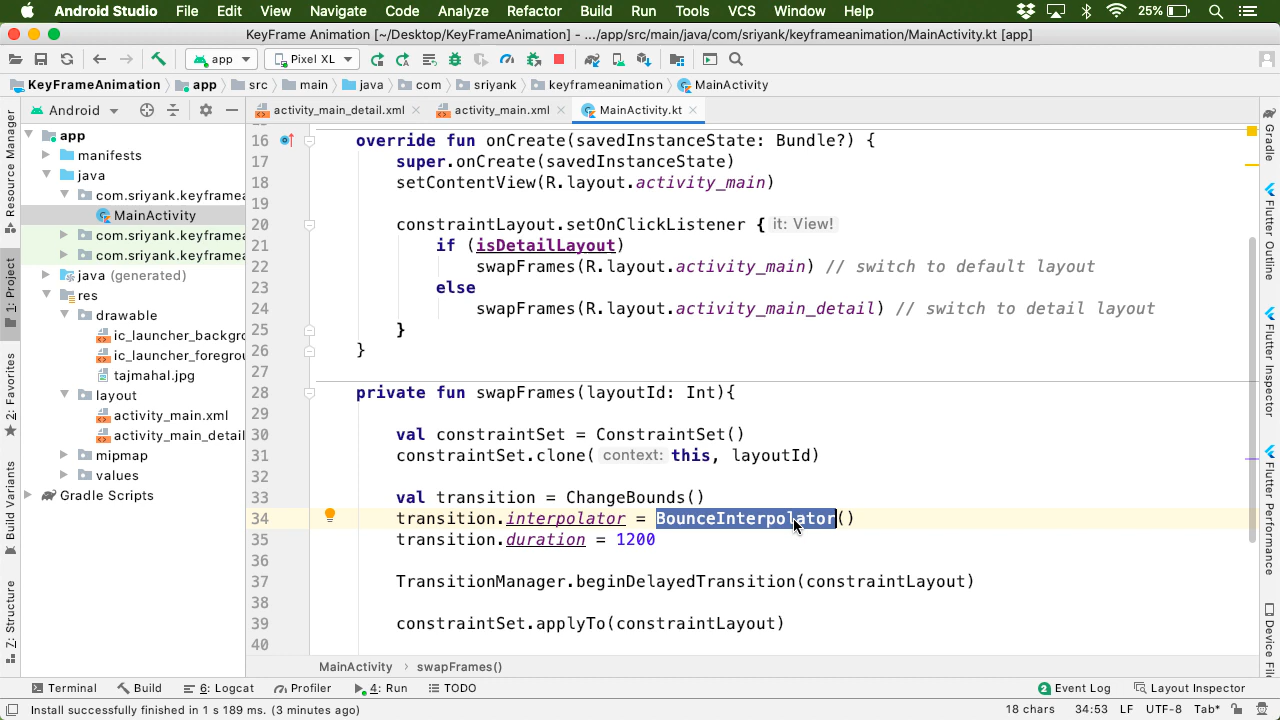 Android Studio File Edit View Navigate Code Analyze Refactor Build Run Tools VCS Window Help 25%
KeyFrame Animation [~/Desktop/KeyFrameAnimation] - .../app/src/main/java/com/sriyank/keyframeanimation/MainActivity.kt [app]
app Pixel XL
KeyFrameAnimation app src main java com sriyank keyframeanimation MainActivity
Android
activity_main_detail.xml activity_main.xml MainActivity.kt
Resource Manager
1: Project
2: Favorites
Build Variants
Z: Structure
app
manifests
java
com.sriyank.keyframea
MainActivity
com.sriyank.keyframea
com.sriyank.keyframea
java (generated)
res
drawable
ic_launcher_backgro
ic_launcher_foregrou
tajmahal.jpg
layout
activity_main.xml
activity_main_detail
mipmap
values
Gradle Scripts
16 override fun onCreate(savedInstanceState: Bundle?) {
17 super.onCreate(savedInstanceState)
18 setContentView(R.layout.activity_main)
19
20 constraintLayout.setOnClickListener { it: View!
21 if (isDetailLayout)
22 swapFrames(R.layout.activity_main) // switch to default layout
23 else
24 swapFrames(R.layout.activity_main_detail) // switch to detail layout
25 }
26 }
27
28 private fun swapFrames(layoutId: Int){
29
30 val constraintSet = ConstraintSet()
31 constraintSet.clone( context: this, layoutId)
32
33 val transition = ChangeBounds()
34 transition.interpolator = BounceInterpolator()
35 transition.duration = 1200
36
37 TransitionManager.beginDelayedTransition(constraintLayout)
38
39 constraintSet.applyTo(constraintLayout)
40
Gradle
Flutter Outline
Flutter Inspector
Flutter Performance
Device Fil
MainActivity › swapFrames()
Terminal Build 6: Logcat Profiler 4: Run TODO 2 Event Log Layout Inspector
Install successfully finished in 1 s 189 ms. (3 minutes ago) 18 chars 34:53 LF UTF-8 Tab*